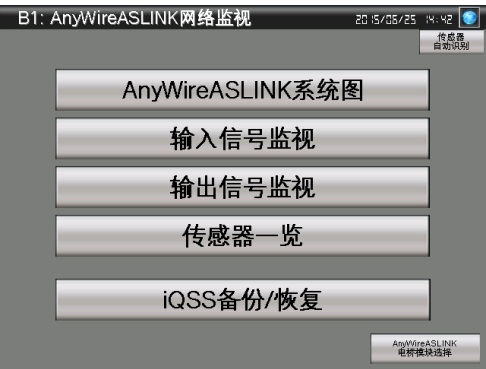 B1: AnyWireASLINK网络监视 2015/05/25 14:42
传感器
自动识别
AnyWireASLINK系统图
输入信号监视
输出信号监视
传感器一览
iQSS备份/恢复
AnyWireASLINK
电桥模块选择